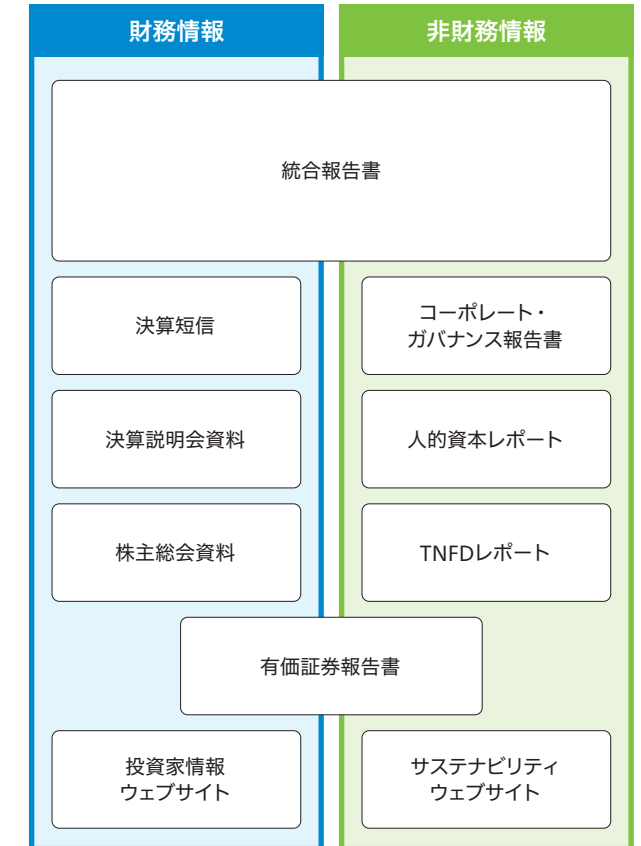 財務情報
非財務情報
統合報告書
決算短信
コーポレート・
ガバナンス報告書
決算説明会資料
人的資本レポート
株主総会資料
TNFDレポート
有価証券報告書
投資家情報
ウェブサイト
サステナビリティ
ウェブサイト